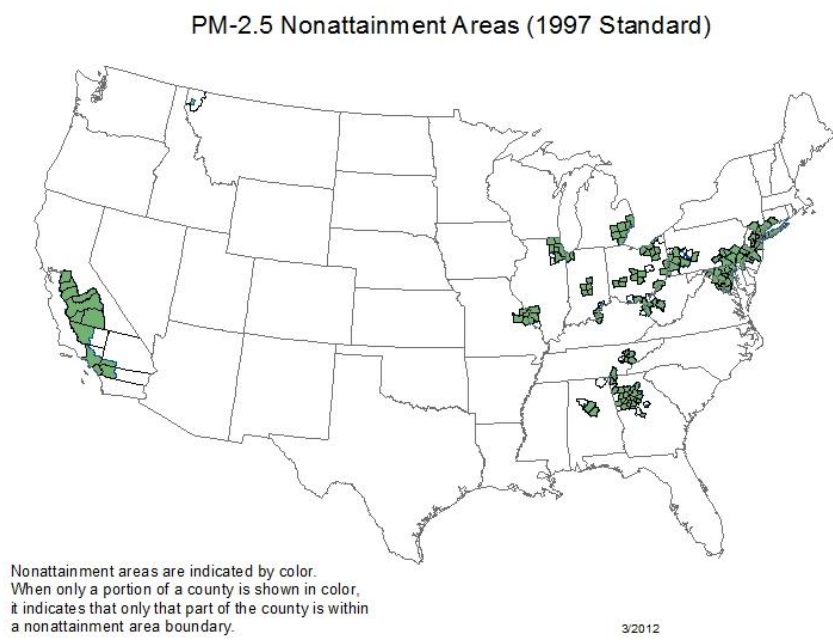 PM-2.5 Nonattainment Areas (1997 Standard)
Nonattainment areas are indicated by color.
When only a portion of a county is shown in color,
it indicates that only that part of the county is within
a nonattainment area boundary.
3/2012